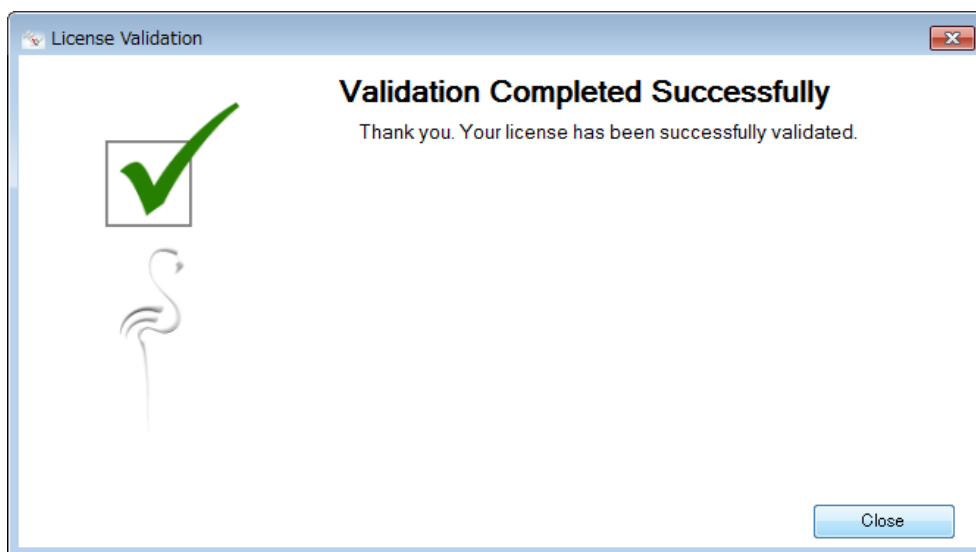 License Validation
Validation Completed Successfully
Thank you. Your license has been successfully validated.
Close